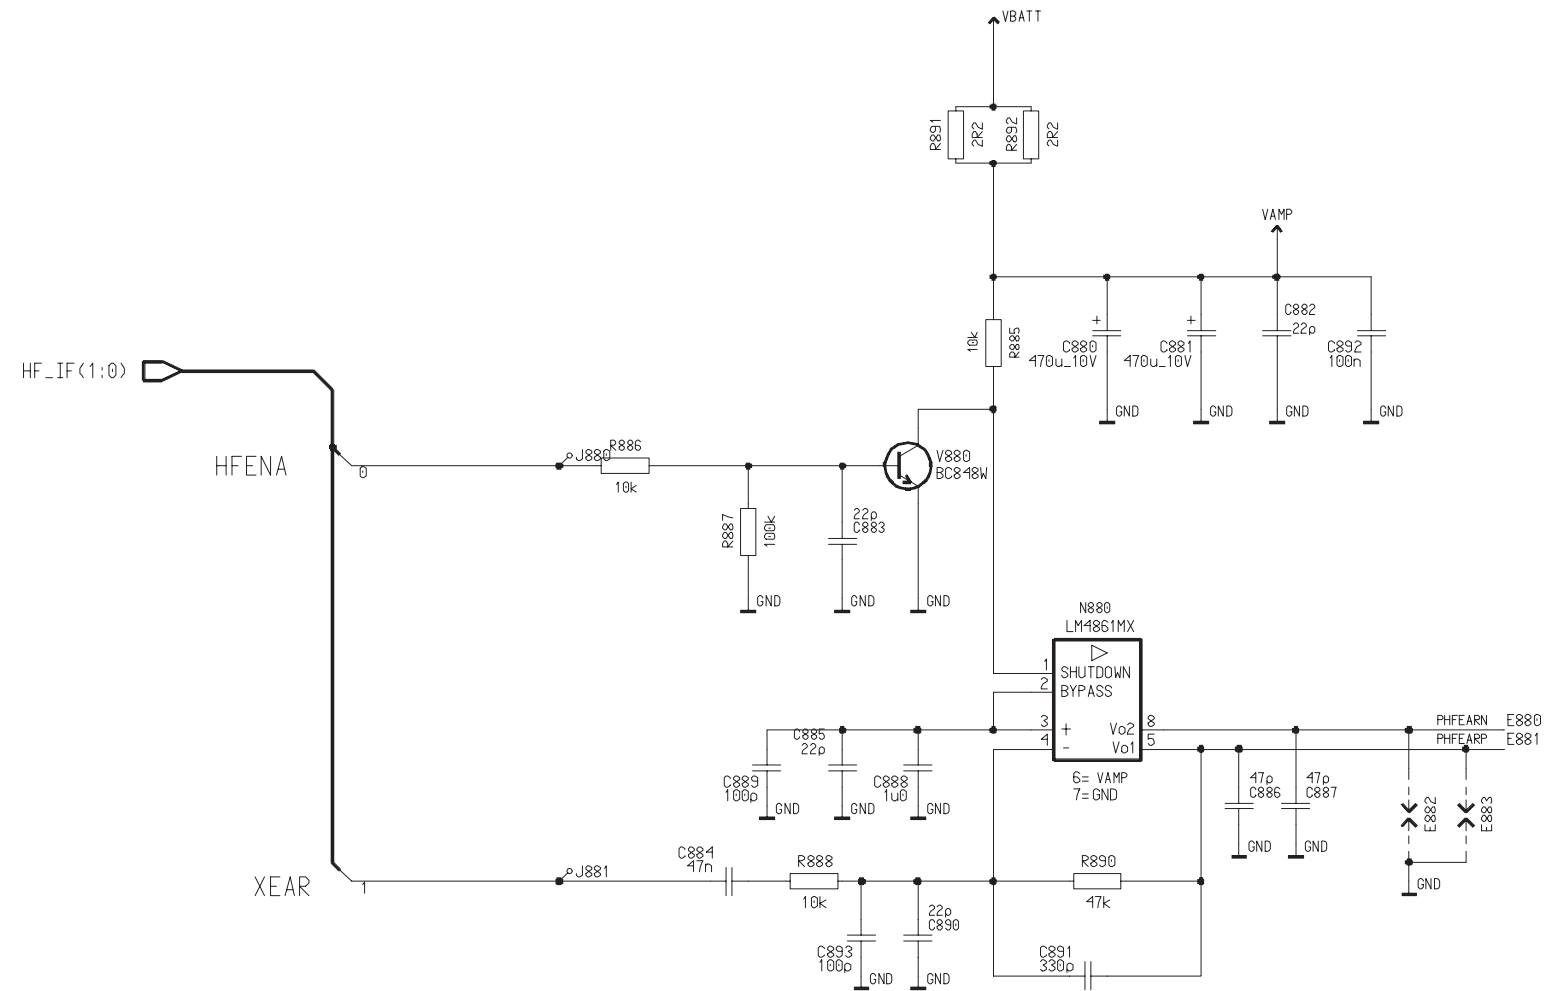 VBATT
R891
2R2
R892
2R2
VAMP
10k
R885
+
C880
470u_10V
GND
+
C881
470u_10V
GND
C882
22p
GND
C892
100n
GND
HF_IF(1:0)
HFENA
0
J880
R886
10k
R887
100k
GND
22p
C883
GND
V880
BC848W
GND
N880
LM4861MX
1
SHUTDOWN
2
BYPASS
3
+
Vo2
8
4
-
Vo1
5
6= VAMP
7=GND
PHFEARN
E880
PHFEARP
E881
C889
100p
GND
C885
22p
GND
C888
1u0
GND
47p
C886
GND
47p
C887
GND
E882
E883
GND
XEAR
1
J881
C884
47n
R888
10k
C893
100p
GND
22p
C890
GND
R890
47k
C891
330p